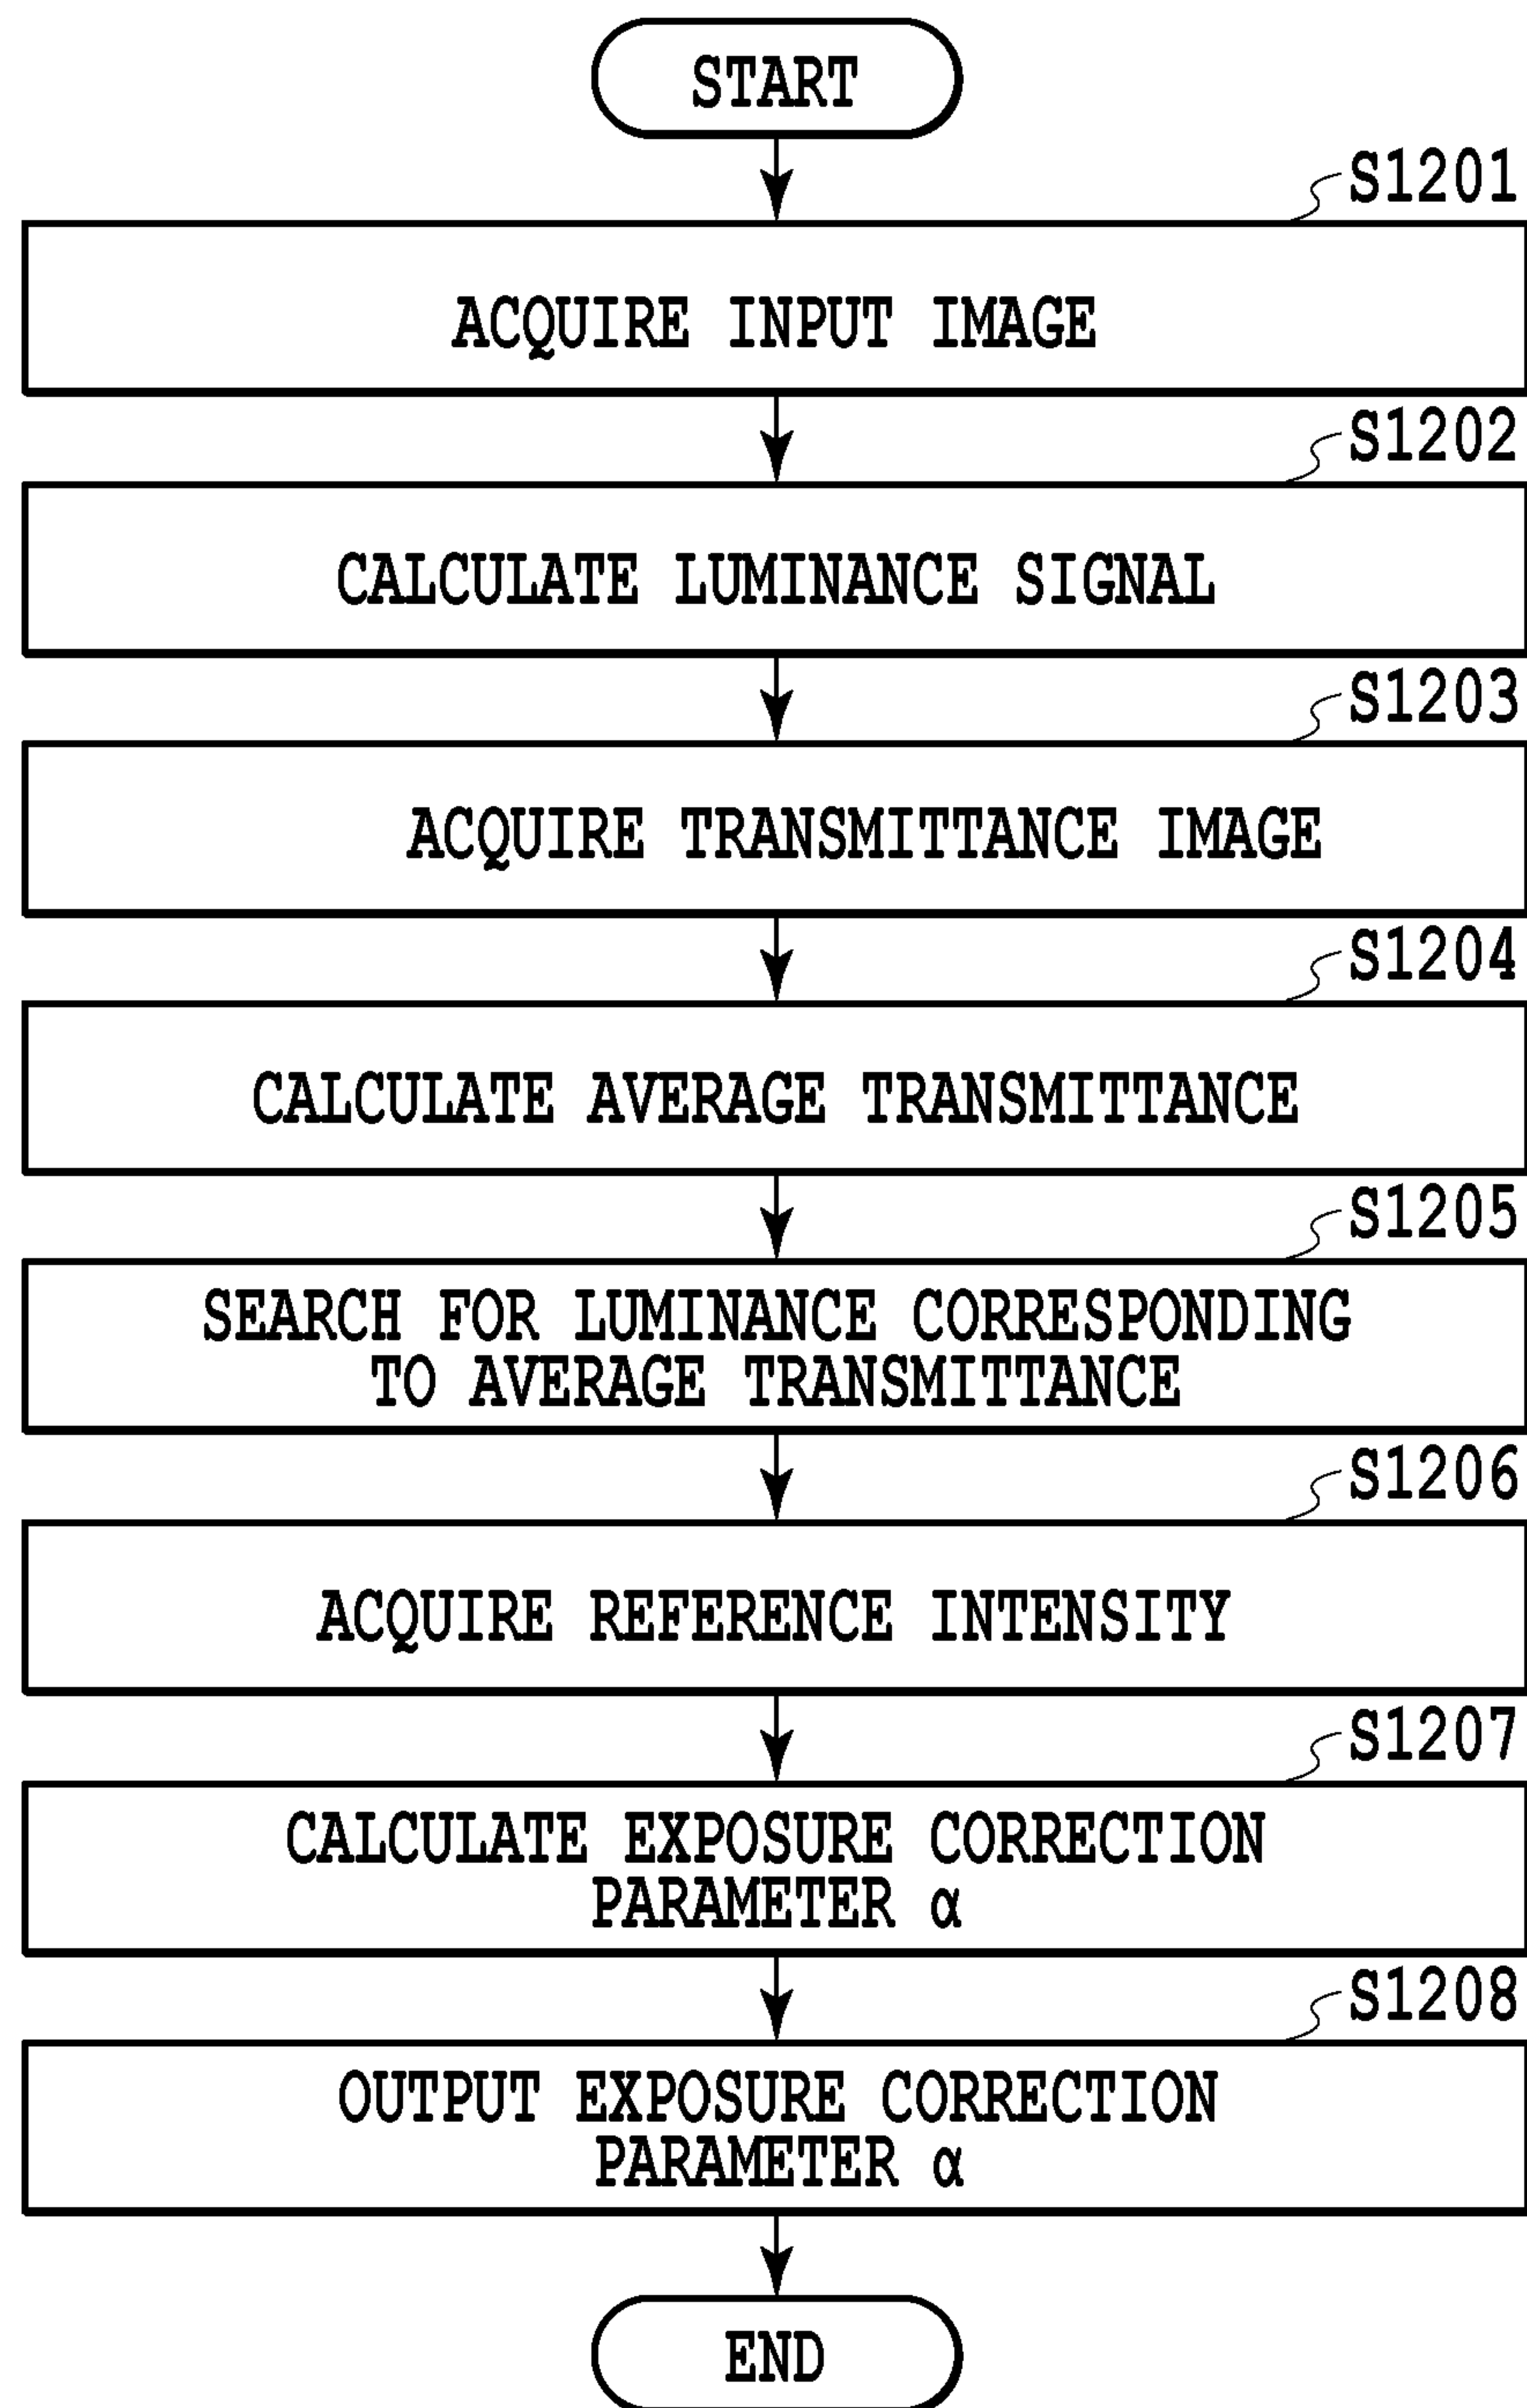 START
S1201
ACQUIRE INPUT IMAGE
S1202
CALCULATE LUMINANCE SIGNAL
S1203
ACQUIRE TRANSMITTANCE IMAGE
S1204
CALCULATE AVERAGE TRANSMITTANCE
S1205
SEARCH FOR LUMINANCE CORRESPONDING
TO AVERAGE TRANSMITTANCE
S1206
ACQUIRE REFERENCE INTENSITY
S1207
CALCULATE EXPOSURE CORRECTION
PARAMETER α
S1208
OUTPUT EXPOSURE CORRECTION
PARAMETER α
END